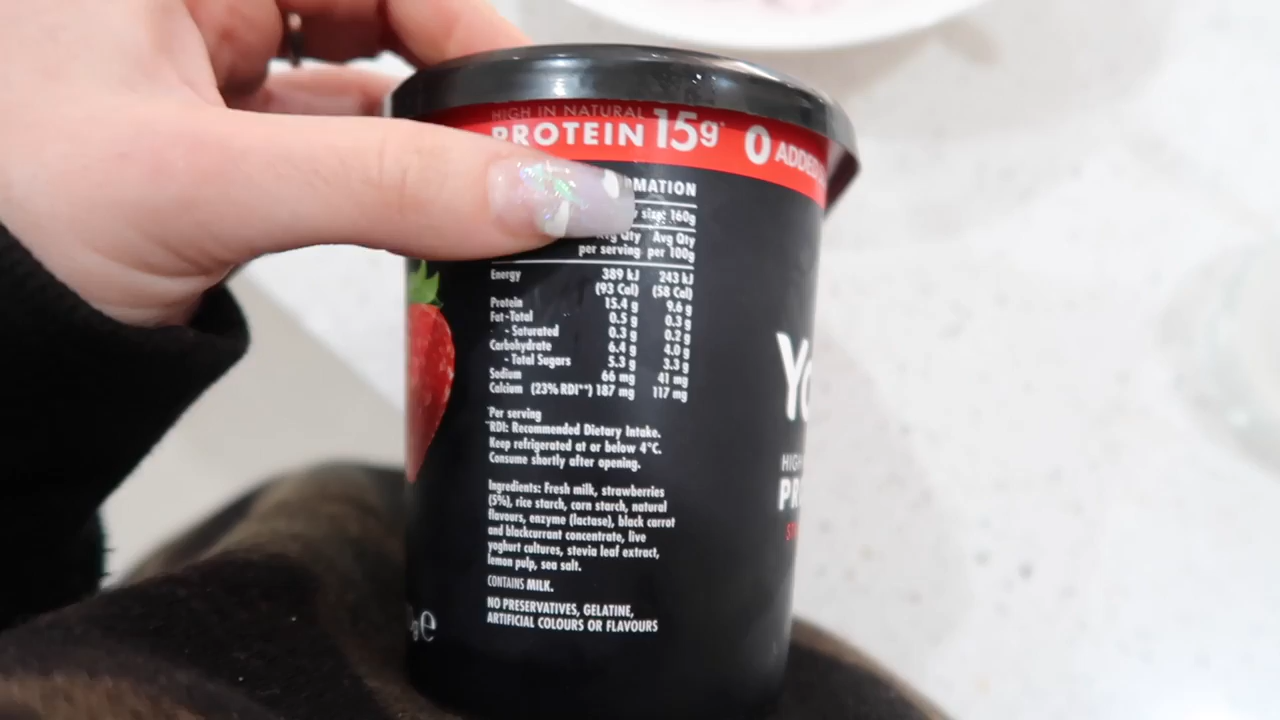 HIGH IN NATURAL
PROTEIN 15g* 0 ADDED
size: 160g
Avg Qty Avg Qty
per serving per 100g
Energy 389 kJ 243 kJ
(93 Cal) (58 Cal)
Protein 15.4 g 9.6 g
Fat-Total 0.5 g 0.3 g
- Saturated 0.3 g 0.2 g
Carbohydrate 6.4 g 4.0 g
- Total Sugars 5.3 g 3.3 g
Sodium 66 mg 41 mg
Calcium (23% RDI**) 187 mg 117 mg
*Per serving
**RDI: Recommended Dietary Intake.
Keep refrigerated at or below 4°C.
Consume shortly after opening.
Ingredients: Fresh milk, strawberries
(5%), rice starch, corn starch, natural
flavours, enzyme (lactase), black carrot
and blackcurrant concentrate, live
yoghurt cultures, stevia leaf extract,
lemon pulp, sea salt.
CONTAINS MILK.
NO PRESERVATIVES, GELATINE,
ARTIFICIAL COLOURS OR FLAVOURS